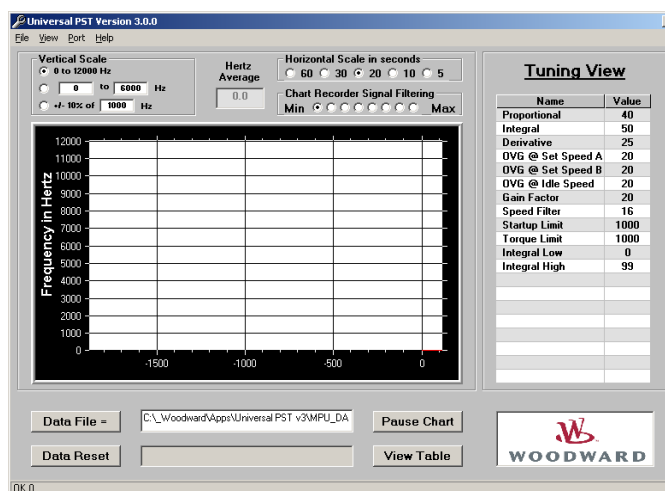 Universal PST Version 3.0.0
File View Port Help
Vertical Scale
0 to 12000 Hz
0 to 6000 Hz
+/- 10% of 1000 Hz
Hertz
Average
0.0
Horizontal Scale in seconds
60 30 20 10 5
Chart Recorder Signal Filtering
Min Max
Tuning View
Name Value
Proportional 40
Integral 50
Derivative 25
OVG @ Set Speed A 20
OVG @ Set Speed B 20
OVG @ Idle Speed 20
Gain Factor 20
Speed Filter 16
Startup Limit 1000
Torque Limit 1000
Integral Low 0
Integral High 99
Frequency in Hertz
12000
11000
10000
9000
8000
7000
6000
5000
4000
3000
2000
1000
0
-1500 -1000 -500 0
Data File =
C:\_Woodward\Apps\Universal PST v3\MPU_DA
Pause Chart
Data Reset
View Table
WOODWARD
OK 0